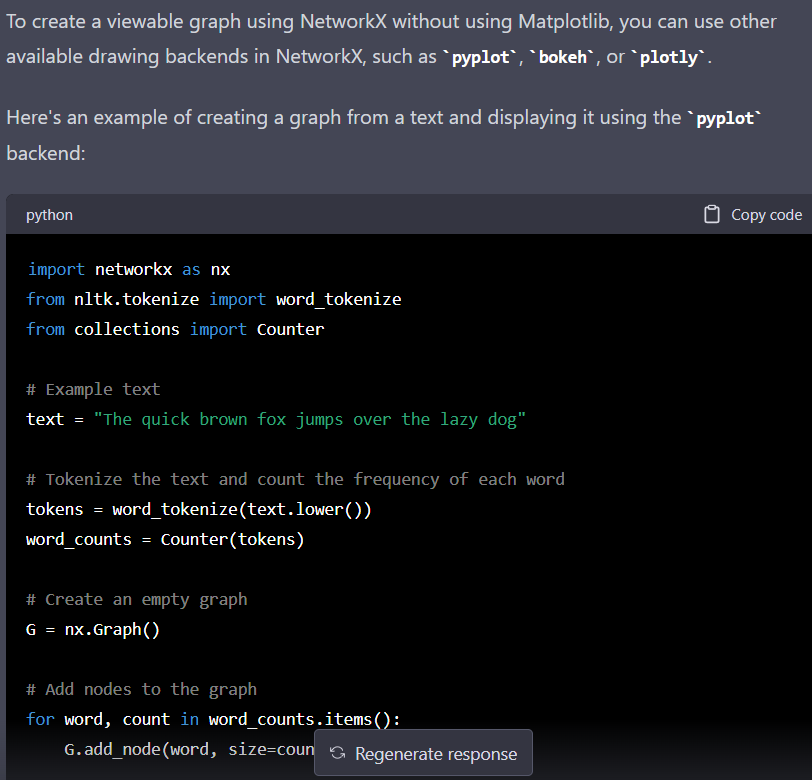 To create a viewable graph using NetworkX without using Matplotlib, you can use other
available drawing backends in NetworkX, such as `pyplot`, `bokeh`, or `plotly`.
Here's an example of creating a graph from a text and displaying it using the `pyplot`
backend:
python
Copy code
import networkx as nx
from nltk.tokenize import word_tokenize
from collections import Counter
# Example text
text = "The quick brown fox jumps over the lazy dog"
# Tokenize the text and count the frequency of each word
tokens = word_tokenize(text.lower())
word_counts = Counter(tokens)
# Create an empty graph
G = nx.Graph()
# Add nodes to the graph
for word, count in word_counts.items():
G.add_node(word, size=coun
Regenerate response